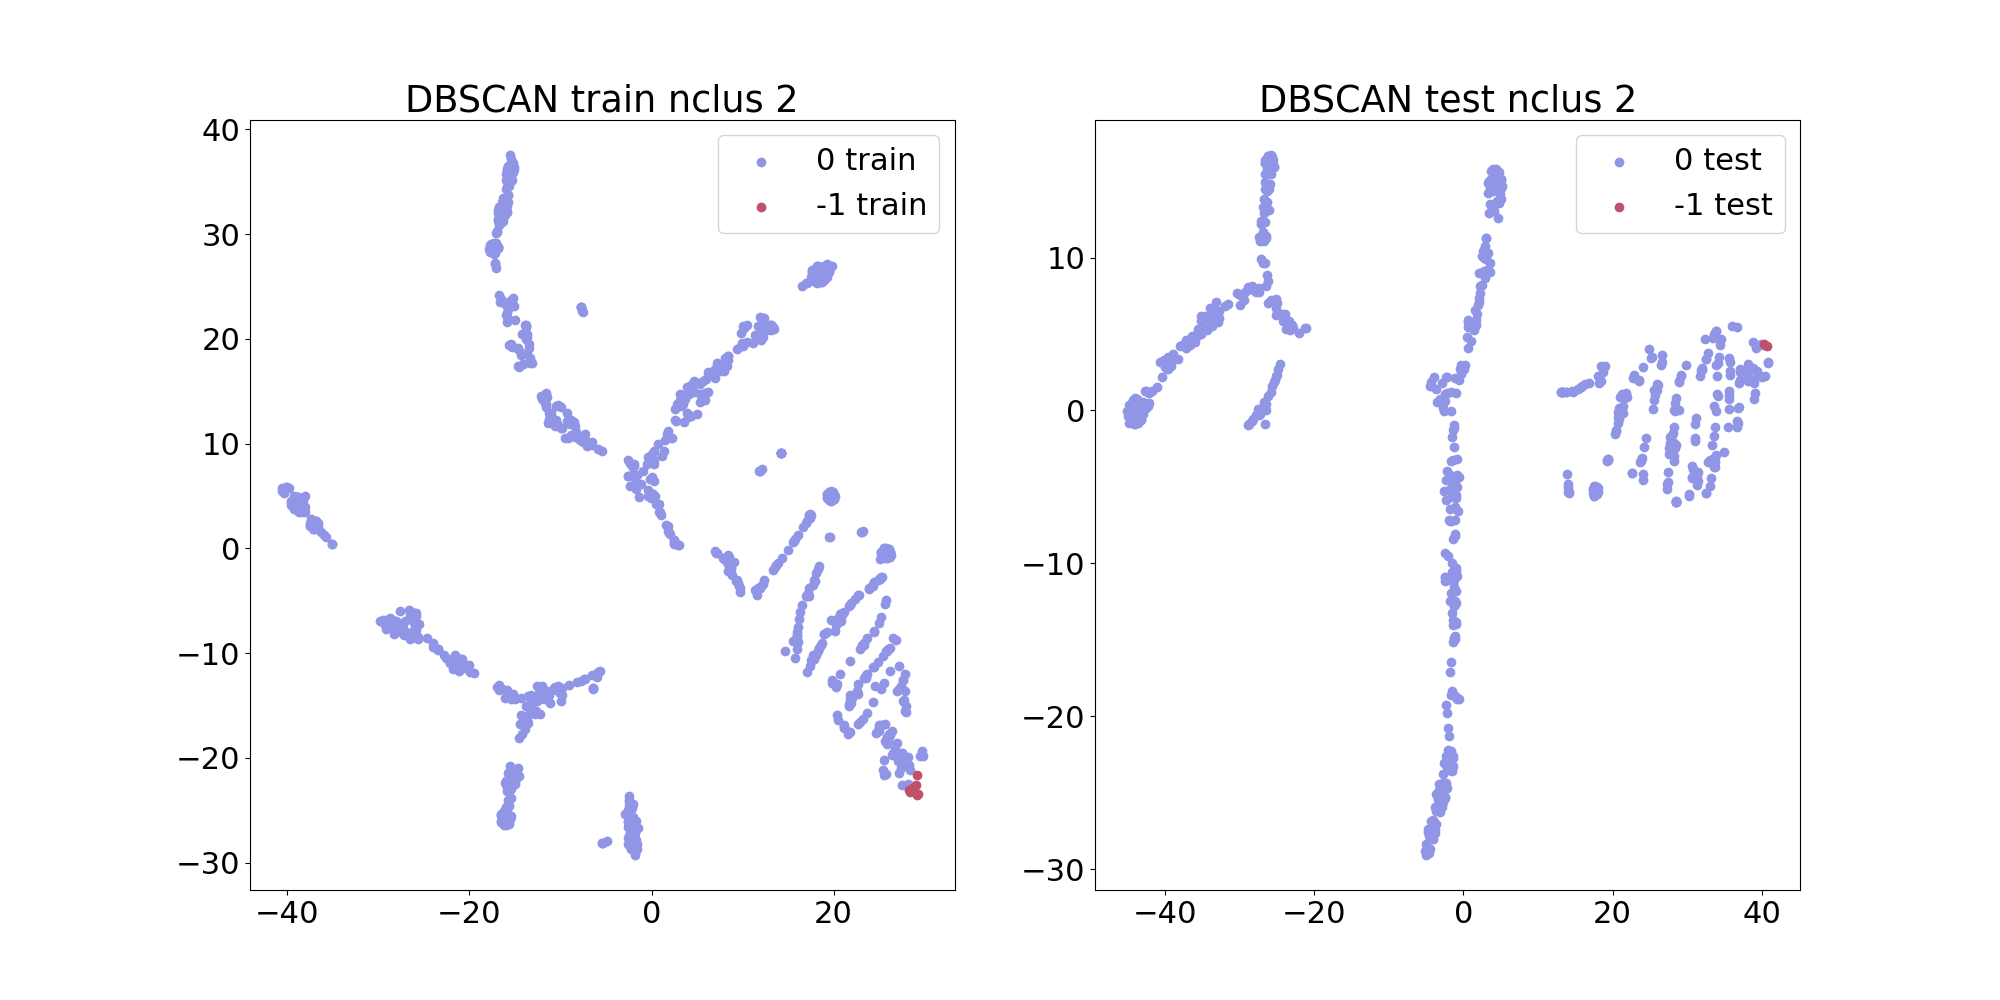 DBSCAN train nclus 2
0 train
-1 train
40
30
20
10
0
−10
−20
−30
−40 −20 0 20
DBSCAN test nclus 2
0 test
-1 test
10
0
−10
−20
−30
−40 −20 0 20 40